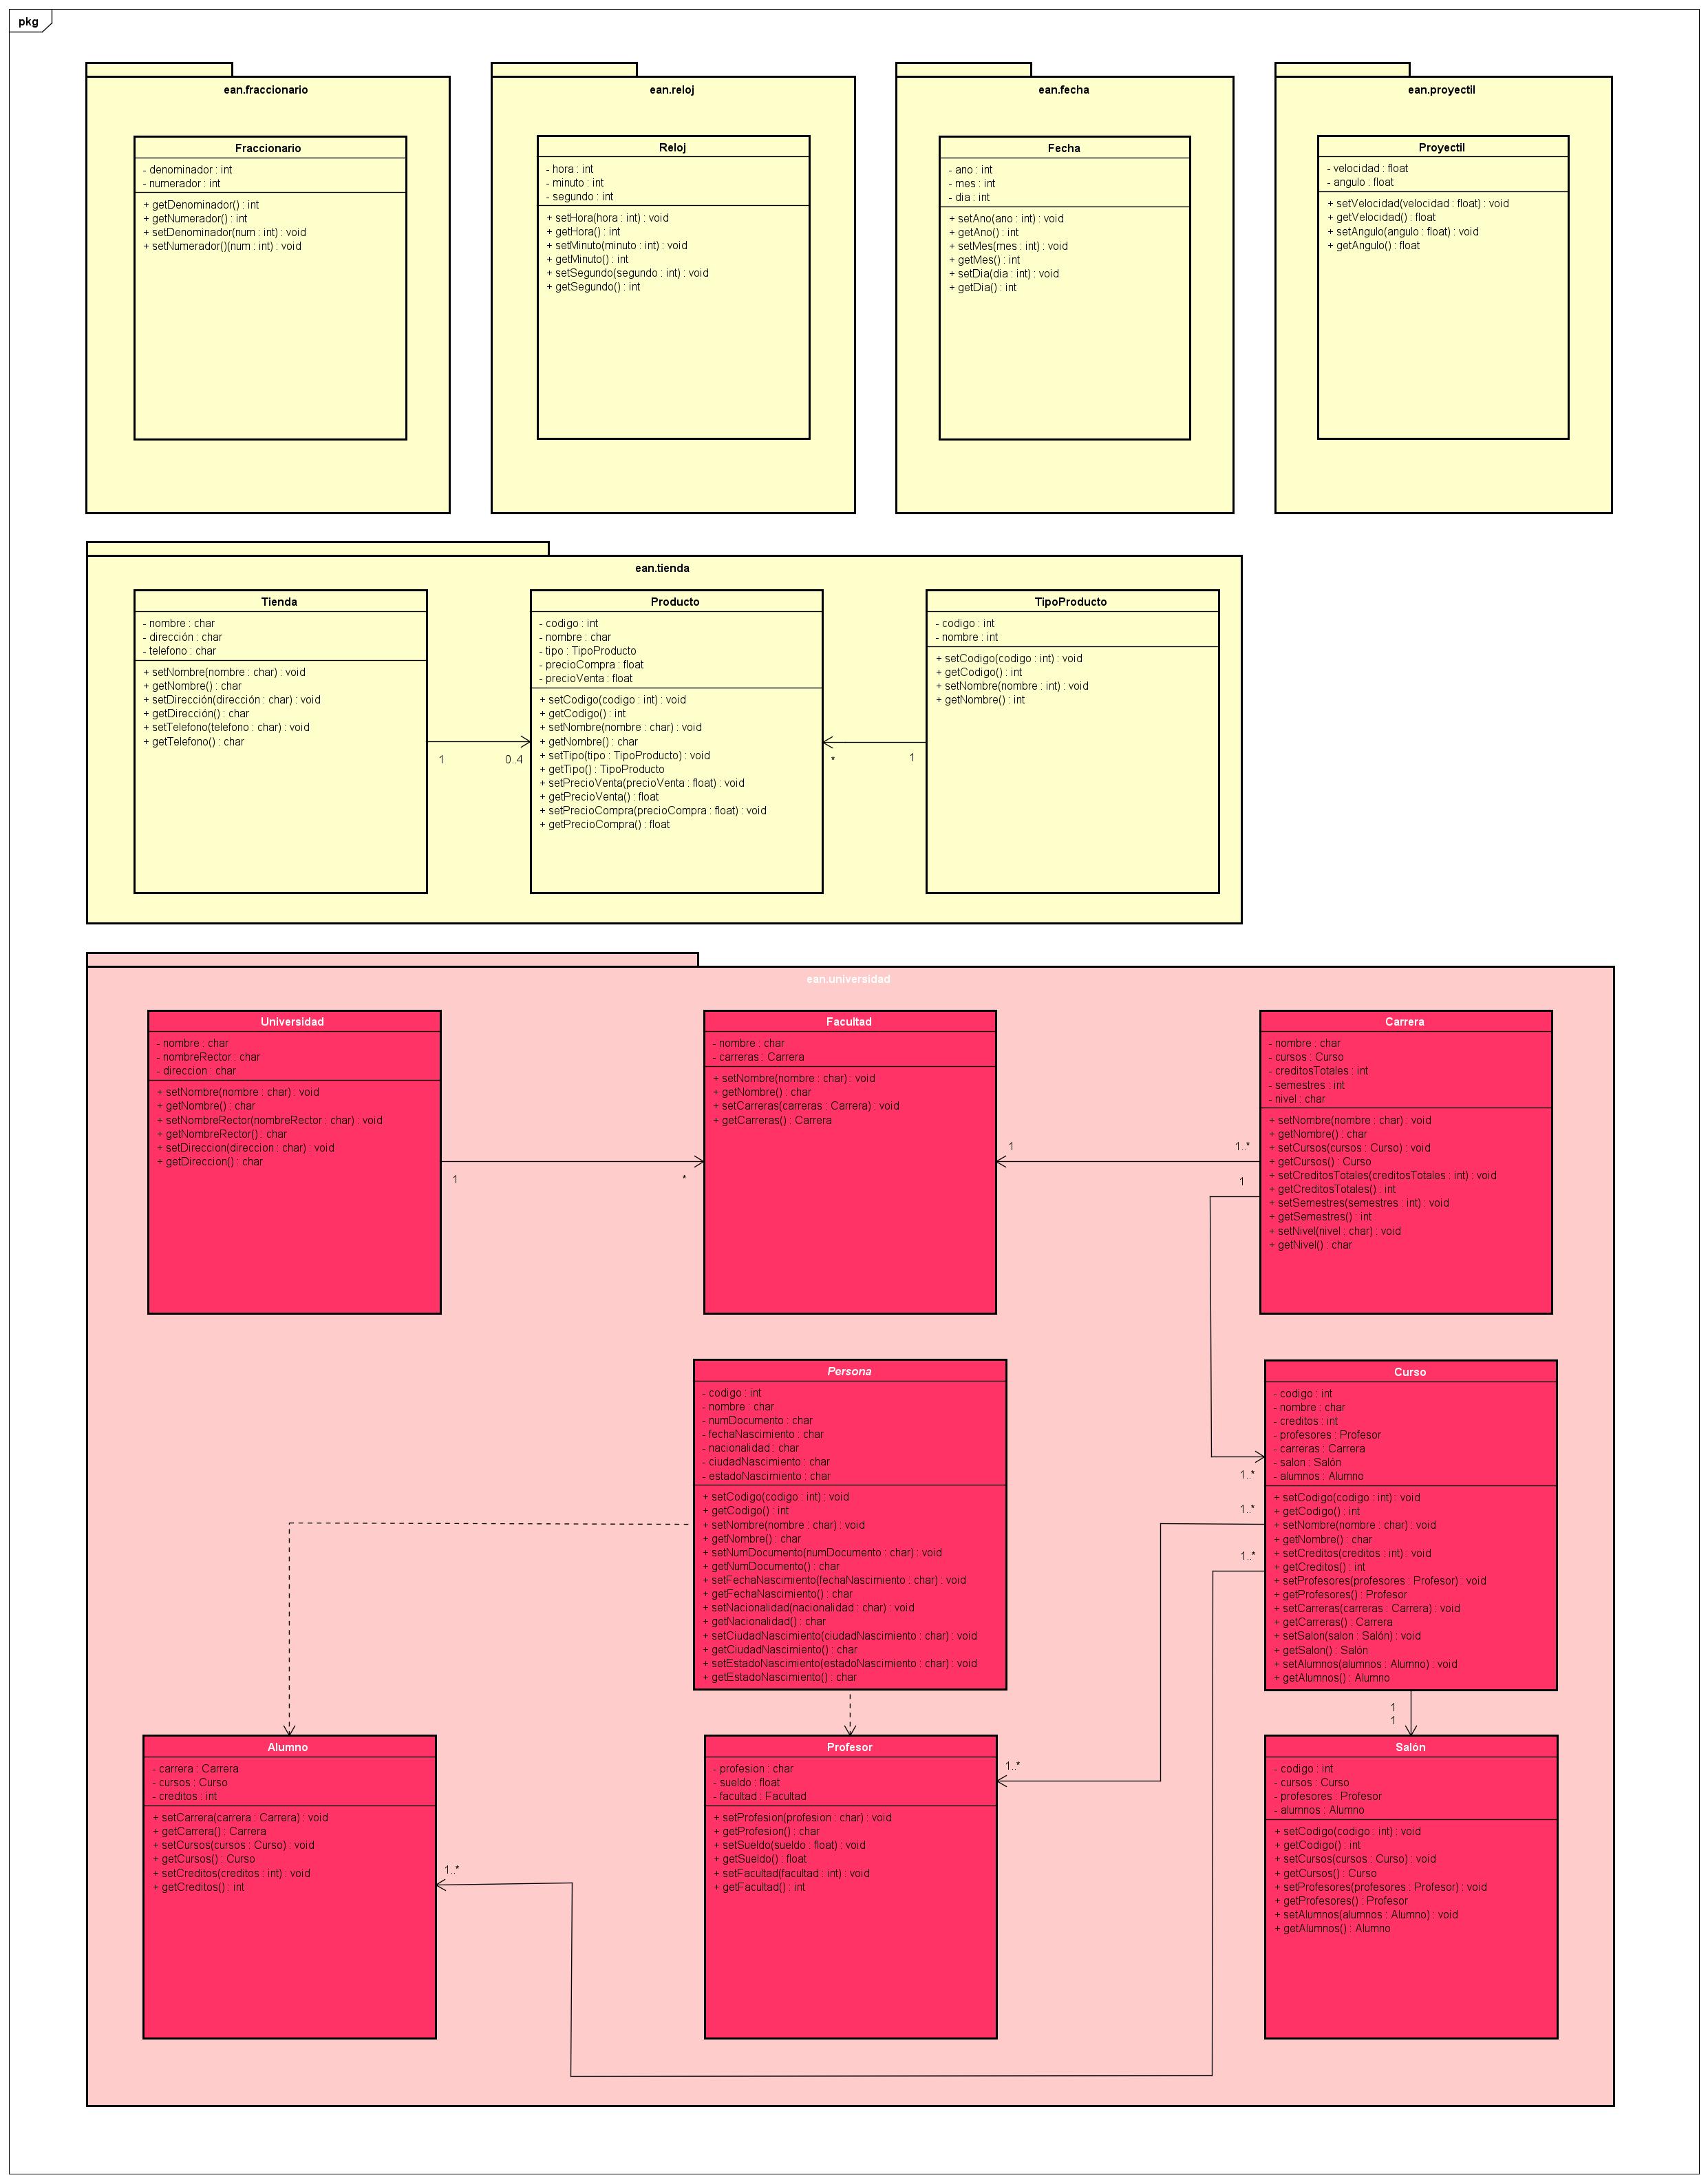 pkg
ean.fraccionario
Fraccionario
- denominador : int
- numerador : int
+ getDenominador() : int
+ getNumerador() : int
+ setDenominador(num : int) : void
+ setNumerador()(num : int) : void
ean.reloj
Reloj
- hora : int
- minuto : int
- segundo : int
+ setHora(hora : int) : void
+ getHora() : int
+ setMinuto(minuto : int) : void
+ getMinuto() : int
+ setSegundo(segundo : int) : void
+ getSegundo() : int
ean.fecha
Fecha
- ano : int
- mes : int
- dia : int
+ setAno(ano : int) : void
+ getAno() : int
+ setMes(mes : int) : void
+ getMes() : int
+ setDia(dia : int) : void
+ getDia() : int
ean.proyectil
Proyectil
- velocidad : float
- angulo : float
+ setVelocidad(velocidad : float) : void
+ getVelocidad() : float
+ setAngulo(angulo : float) : void
+ getAngulo() : float
ean.tienda
Tienda
- nombre : char
- dirección : char
- telefono : char
+ setNombre(nombre : char) : void
+ getNombre() : char
+ setDirección(dirección : char) : void
+ getDirección() : char
+ setTelefono(telefono : char) : void
+ getTelefono() : char
1
0..4
Producto
- codigo : int
- nombre : char
- tipo : TipoProducto
- precioCompra : float
- precioVenta : float
+ setCodigo(codigo : int) : void
+ getCodigo() : int
+ setNombre(nombre : char) : void
+ getNombre() : char
+ setTipo(tipo : TipoProducto) : void
+ getTipo() : TipoProducto
+ setPrecioVenta(precioVenta : float) : void
+ getPrecioVenta() : float
+ setPrecioCompra(precioCompra : float) : void
+ getPrecioCompra() : float
*
1
TipoProducto
- codigo : int
- nombre : int
+ setCodigo(codigo : int) : void
+ getCodigo() : int
+ setNombre(nombre : int) : void
+ getNombre() : int
ean.universidad
Universidad
- nombre : char
- nombreRector : char
- direccion : char
+ setNombre(nombre : char) : void
+ getNombre() : char
+ setNombreRector(nombreRector : char) : void
+ getNombreRector() : char
+ setDireccion(direccion : char) : void
+ getDireccion() : char
1
*
Facultad
- nombre : char
- carreras : Carrera
+ setNombre(nombre : char) : void
+ getNombre() : char
+ setCarreras(carreras : Carrera) : void
+ getCarreras() : Carrera
1
1..*
1
Carrera
- nombre : char
- cursos : Curso
- creditosTotales : int
- semestres : int
- nivel : char
+ setNombre(nombre : char) : void
+ getNombre() : char
+ setCursos(cursos : Curso) : void
+ getCursos() : Curso
+ setCreditosTotales(creditosTotales : int) : void
+ getCreditosTotales() : int
+ setSemestres(semestres : int) : void
+ getSemestres() : int
+ setNivel(nivel : char) : void
+ getNivel() : char
Persona
- codigo : int
- nombre : char
- numDocumento : char
- fechaNascimiento : char
- nacionalidad : char
- ciudadNascimiento : char
- estadoNascimiento : char
+ setCodigo(codigo : int) : void
+ getCodigo() : int
+ setNombre(nombre : char) : void
+ getNombre() : char
+ setNumDocumento(numDocumento : char) : void
+ getNumDocumento() : char
+ setFechaNascimiento(fechaNascimiento : char) : void
+ getFechaNascimiento() : char
+ setNacionalidad(nacionalidad : char) : void
+ getNacionalidad() : char
+ setCiudadNascimiento(ciudadNascimiento : char) : void
+ getCiudadNascimiento() : char
+ setEstadoNascimiento(estadoNascimiento : char) : void
+ getEstadoNascimiento() : char
1..*
1..*
1..*
Curso
- codigo : int
- nombre : char
- creditos : int
- profesores : Profesor
- carreras : Carrera
- salon : Salón
- alumnos : Alumno
+ setCodigo(codigo : int) : void
+ getCodigo() : int
+ setNombre(nombre : char) : void
+ getNombre() : char
+ setCreditos(creditos : int) : void
+ getCreditos() : int
+ setProfesores(profesores : Profesor) : void
+ getProfesores() : Profesor
+ setCarreras(carreras : Carrera) : void
+ getCarreras() : Carrera
+ setSalon(salon : Salón) : void
+ getSalon() : Salón
+ setAlumnos(alumnos : Alumno) : void
+ getAlumnos() : Alumno
1
1
Alumno
- carrera : Carrera
- cursos : Curso
- creditos : int
+ setCarrera(carrera : Carrera) : void
+ getCarrera() : Carrera
+ setCursos(cursos : Curso) : void
+ getCursos() : Curso
+ setCreditos(creditos : int) : void
+ getCreditos() : int
1..*
Profesor
- profesion : char
- sueldo : float
- facultad : Facultad
+ setProfesion(profesion : char) : void
+ getProfesion() : char
+ setSueldo(sueldo : float) : void
+ getSueldo() : float
+ setFacultad(facultad : int) : void
+ getFacultad() : int
1..*
Salón
- codigo : int
- cursos : Curso
- profesores : Profesor
- alumnos : Alumno
+ setCodigo(codigo : int) : void
+ getCodigo() : int
+ setCursos(cursos : Curso) : void
+ getCursos() : Curso
+ setProfesores(profesores : Profesor) : void
+ getProfesores() : Profesor
+ setAlumnos(alumnos : Alumno) : void
+ getAlumnos() : Alumno